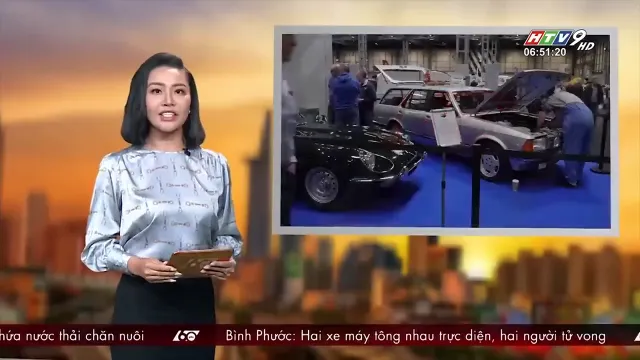 HTV9 HD
06:51:20
hứa nước thải chăn nuôi 60 Bình Phước: Hai xe máy tông nhau trực diện, hai người tử vong